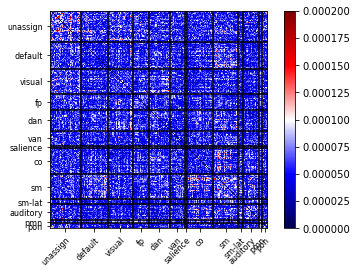 unassign
default
visual
fp
dan
van
salience
co
sm
sm-lat
auditory
pmn
pon
unassign
default
visual
fp
dan
van
salience
co
sm
sm-lat
auditory
0.000200
0.000175
0.000150
0.000125
0.000100
0.000075
0.000050
0.000025
0.000000